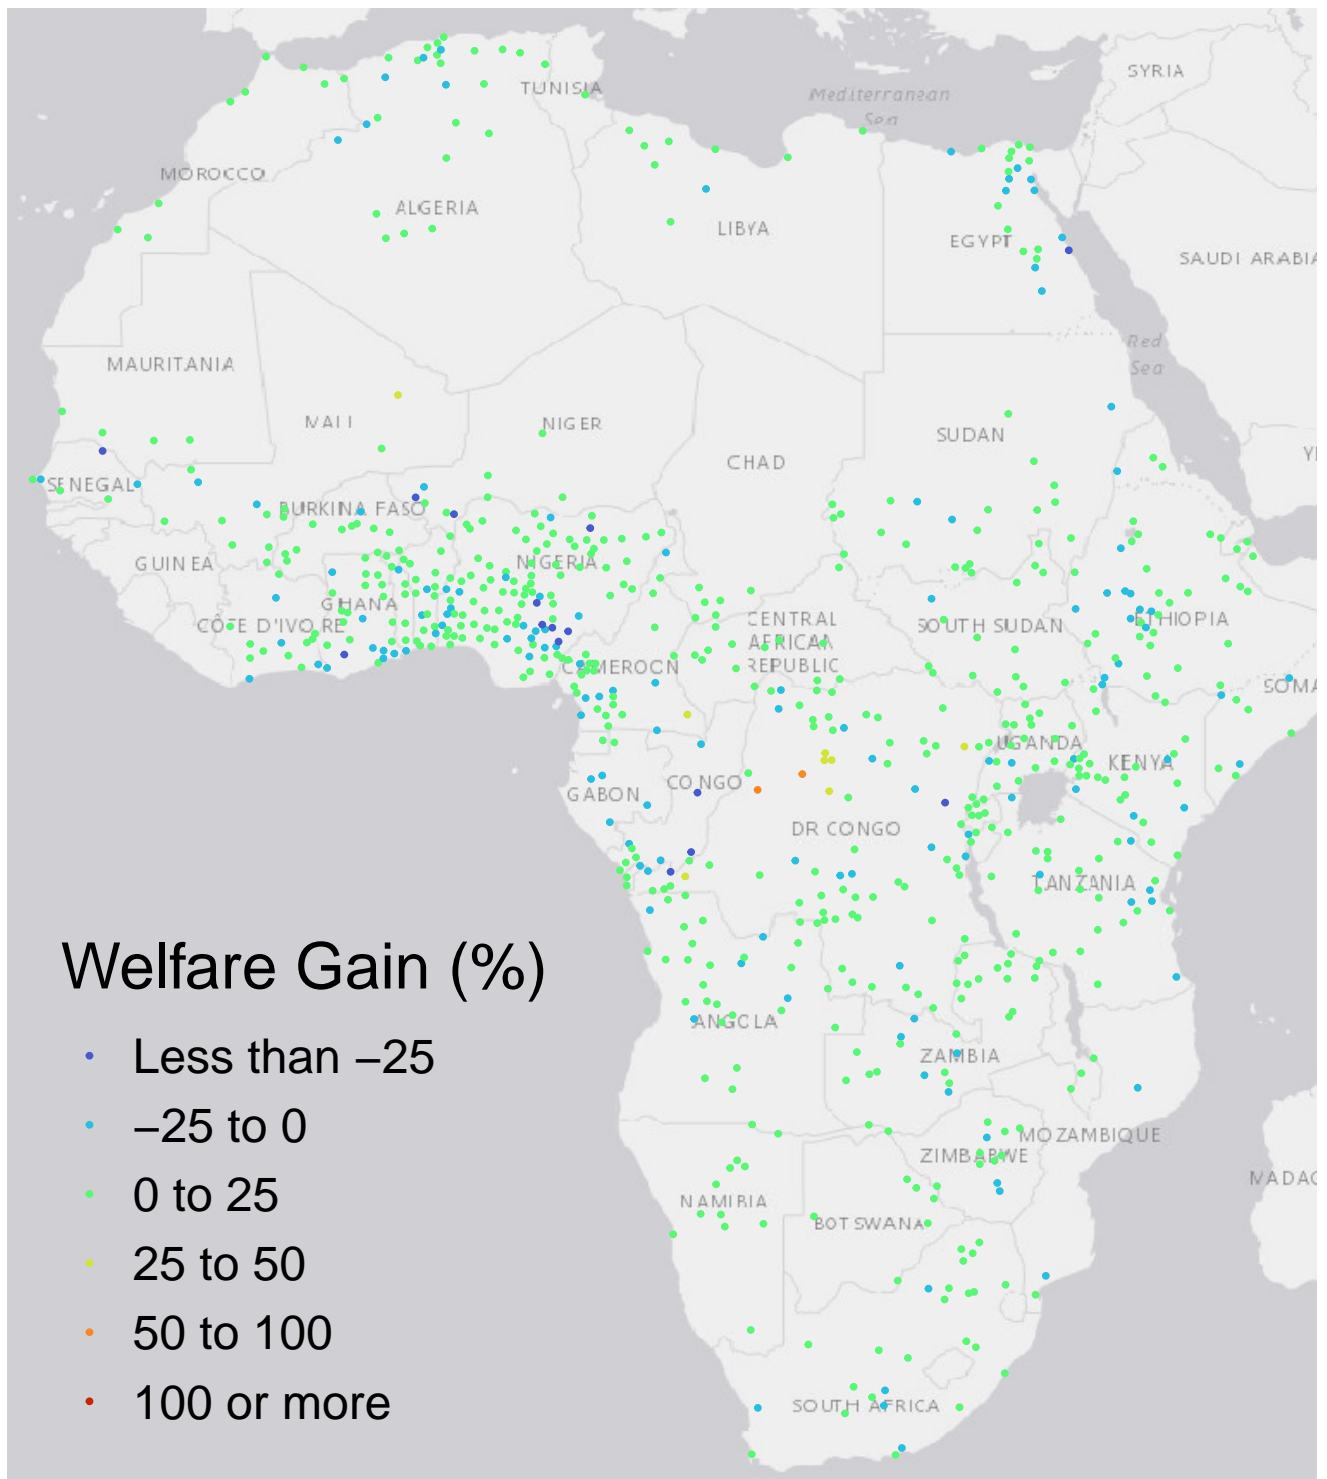 SYRIA
TUNISIA
Mediterranean
Sea
MOROCCO
ALGERIA
LIBYA
EGYPT
SAUDI ARABIA
Red
Sea
MAURITANIA
MALI
NIGER
SUDAN
CHAD
YE
SENEGAL
BURKINA FASO
GUINEA
NIGERIA
GHANA
CÔTE D'IVOIRE
CENTRAL
AFRICAN
REPUBLIC
SOUTH SUDAN
ETHIOPIA
CAMEROON
SOMA
UGANDA
KENYA
GABON
CONGO
DR CONGO
TANZANIA
Welfare Gain (%)
Less than −25
−25 to 0
0 to 25
25 to 50
50 to 100
100 or more
ANGOLA
ZAMBIA
MOZAMBIQUE
ZIMBABWE
MADAG
NAMIBIA
BOTSWANA
SOUTH AFRICA